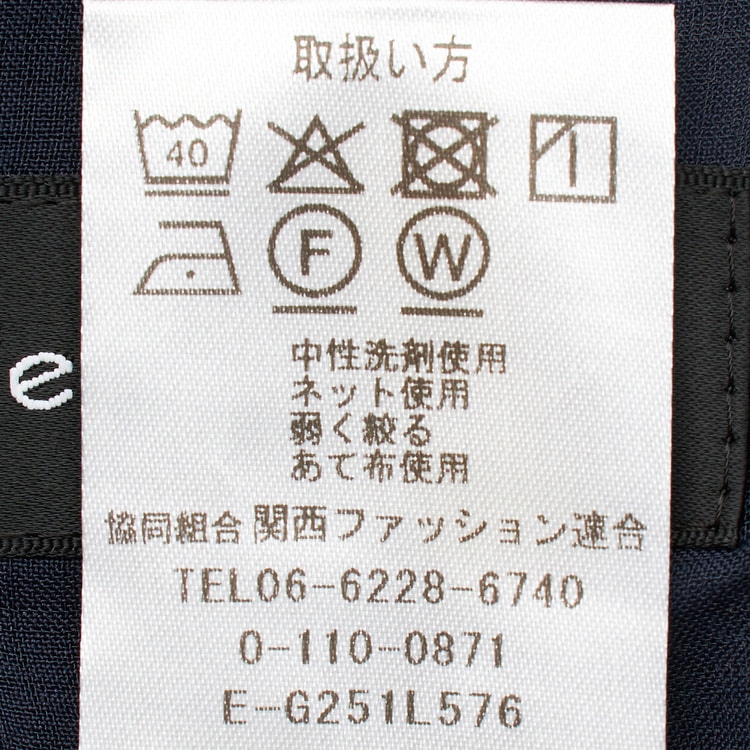 取扱い方
40
F W
e
中性洗剤使用
ネット使用
弱く絞る
あて布使用
協同組合 関西ファッション連合
TEL06-6228-6740
0-110-0871
E-G251L576